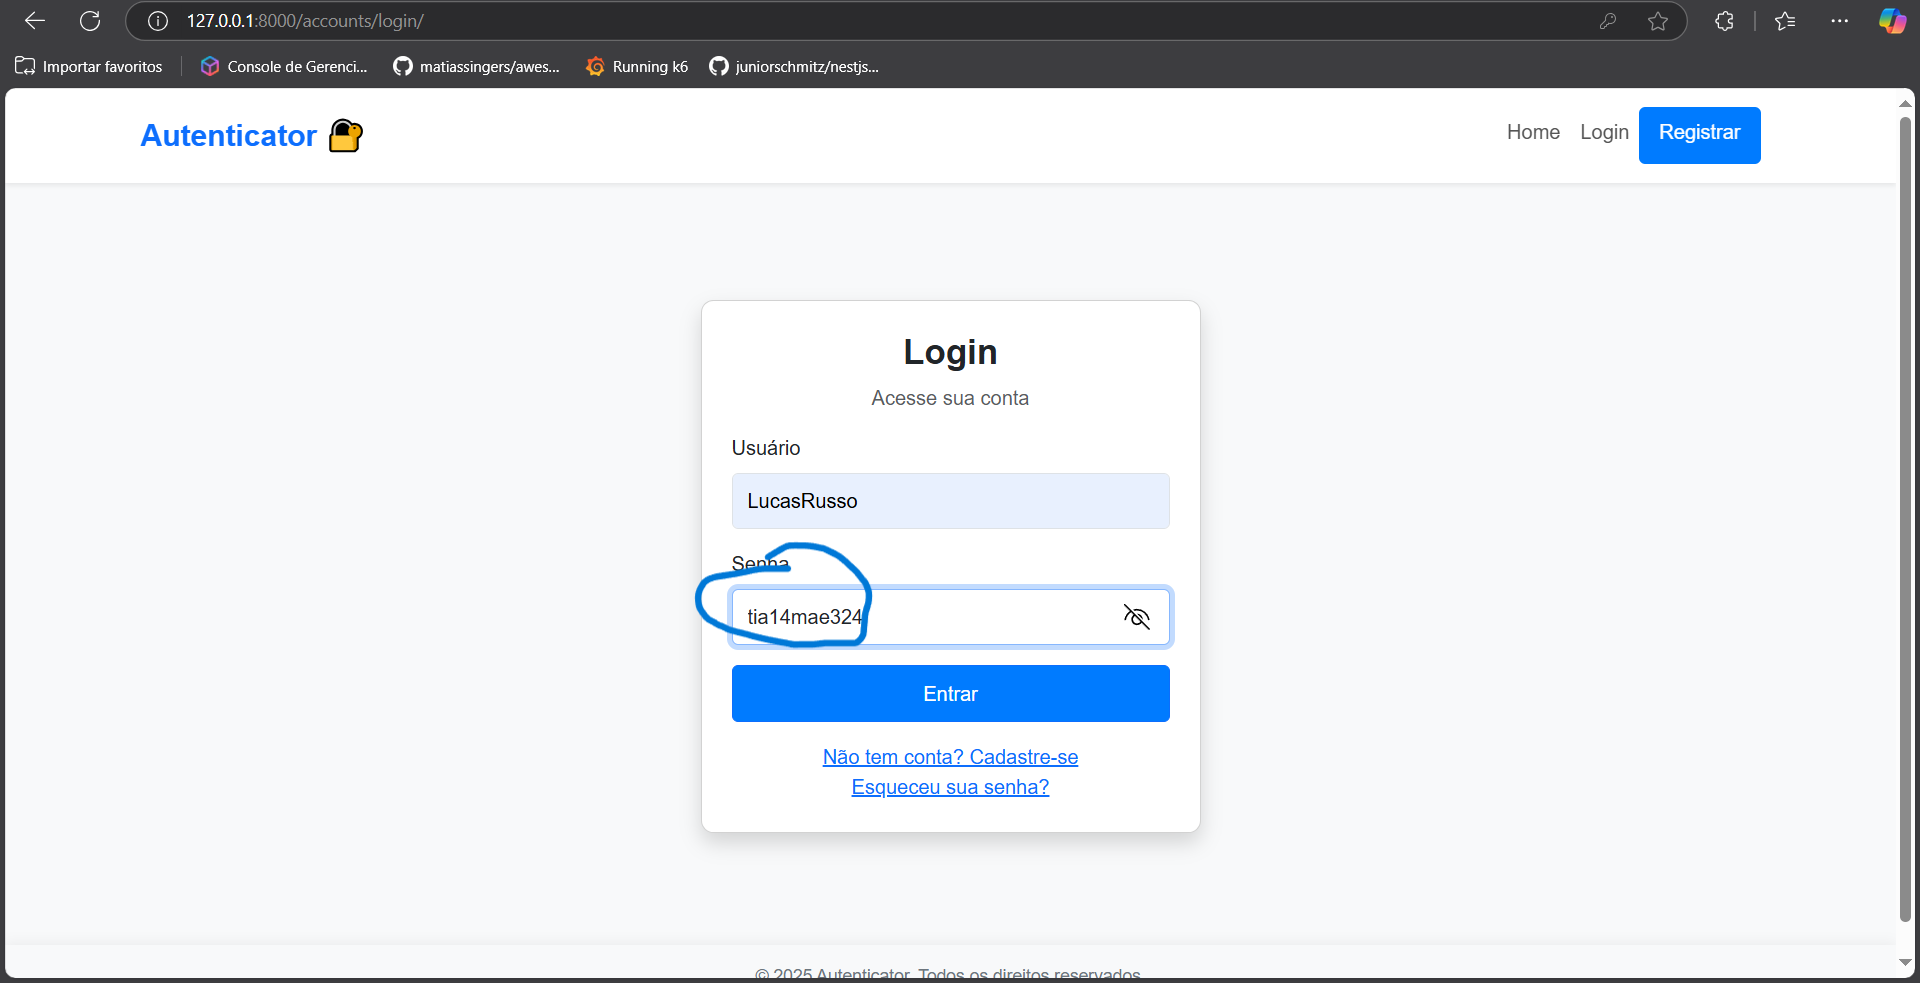 127.0.0.1:8000/accounts/login/
Importar favoritos
Console de Gerenci...
matiassingers/awes...
Running k6
juniorschmitz/nestjs...
Autenticator
Home
Login
Registrar
Login
Acesse sua conta
Usuário
LucasRusso
Senha
tia14mae324
Entrar
Não tem conta? Cadastre-se
Esqueceu sua senha?
© 2025 Autenticator. Todos os direitos reservados.